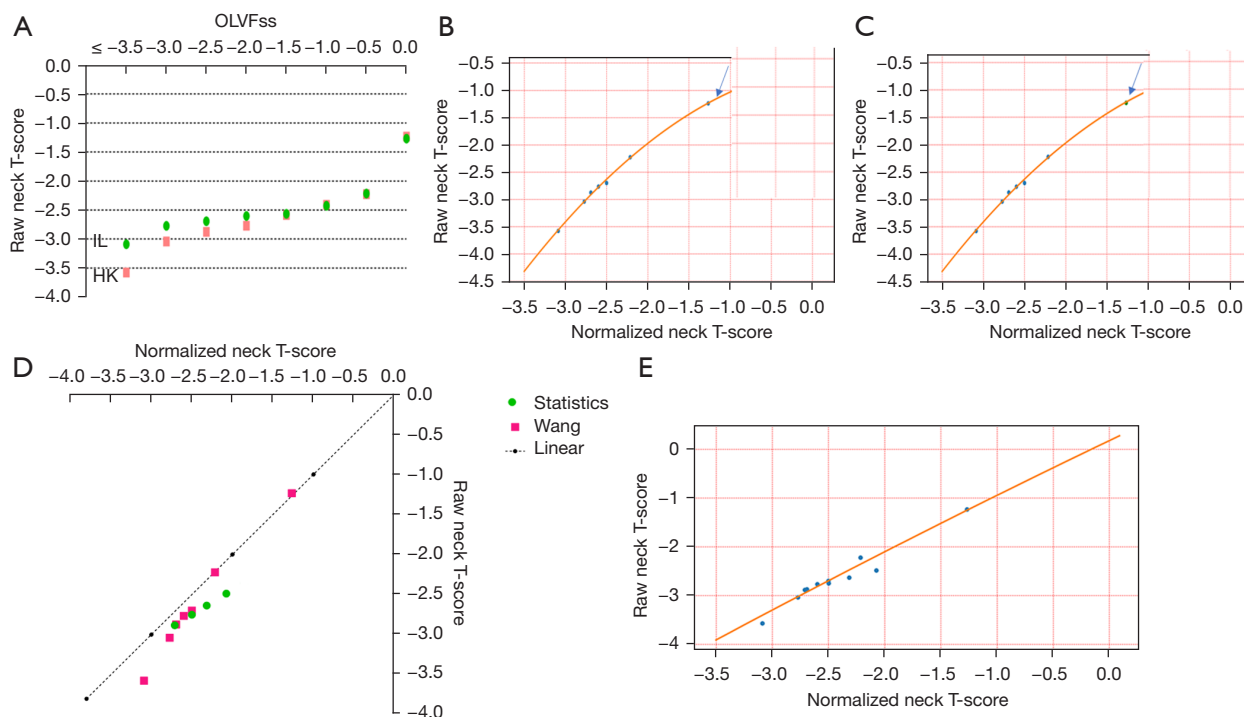 A
OLVFss
≤ −3.5 −3.0 −2.5 −2.0 −1.5 −1.0 −0.5 0.0
Raw neck T-score
0.0
−0.5
−1.0
−1.5
−2.0
−2.5
−3.0
−3.5
−4.0
IL
HK
B
Raw neck T-score
−0.5
−1.0
−1.5
−2.0
−2.5
−3.0
−3.5
−4.0
−4.5
−3.5 −3.0 −2.5 −2.0 −1.5 −1.0 −0.5 0.0
Normalized neck T-score
C
Raw neck T-score
−0.5
−1.0
−1.5
−2.0
−2.5
−3.0
−3.5
−4.0
−4.5
−3.5 −3.0 −2.5 −2.0 −1.5 −1.0 −0.5 0.0
Normalized neck T-score
D
Normalized neck T-score
−4.0 −3.5 −3.0 −2.5 −2.0 −1.5 −1.0 −0.5 0.0
0.0
−0.5
−1.0
−1.5
−2.0
−2.5
−3.0
−3.5
−4.0
Raw neck T-score
Statistics
Wang
Linear
E
Raw neck T-score
0
−1
−2
−3
−4
−3.5 −3.0 −2.5 −2.0 −1.5 −1.0 −0.5 0.0
Normalized neck T-score